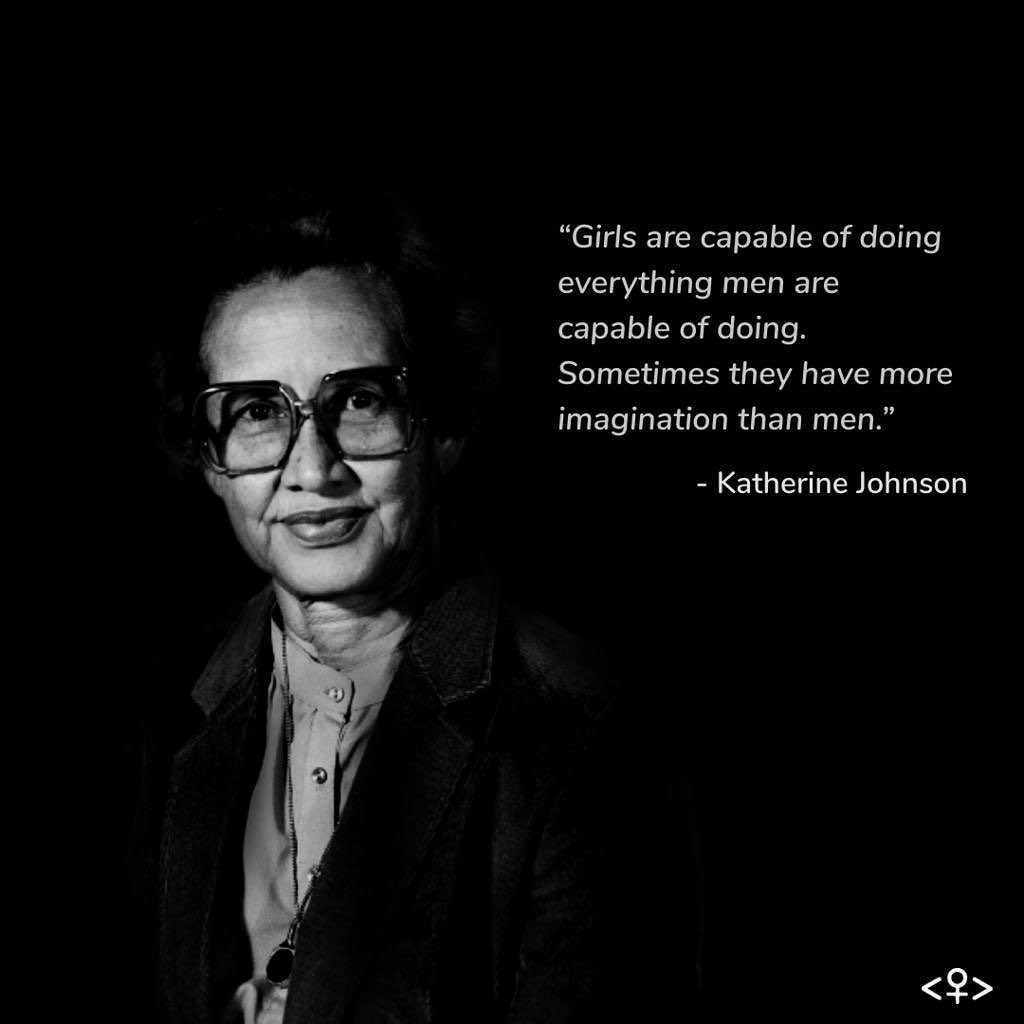 “Girls are capable of doing
everything men are
capable of doing.
Sometimes they have more
imagination than men.”
- Katherine Johnson